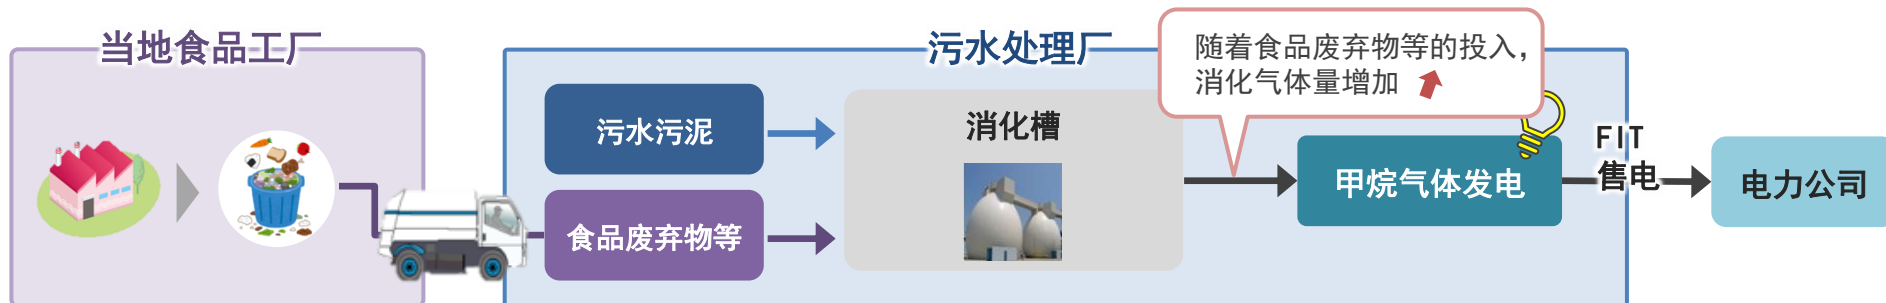 当地食品工厂
污水处理厂
随着食品废弃物等的投入，
消化气体量增加
污水污泥
消化槽
食品废弃物等
甲烷气体发电
FIT
售电
电力公司